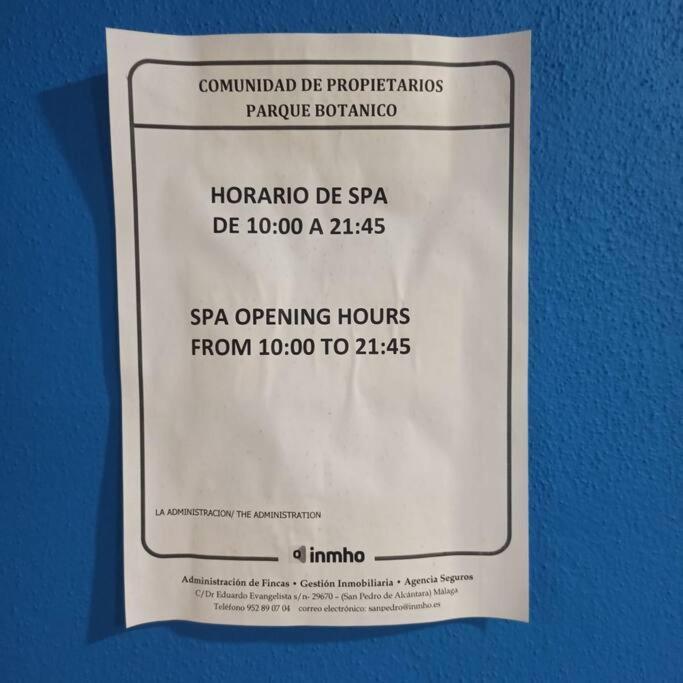 COMUNIDAD DE PROPIETARIOS
PARQUE BOTANICO
HORARIO DE SPA
DE 10:00 A 21:45
SPA OPENING HOURS
FROM 10:00 TO 21:45
LA ADMINISTRACION/ THE ADMINISTRATION
inmho
Administración de Fincas • Gestión Inmobiliaria • Agencia Seguros
C/Dr Eduardo Evangelista s/n- 29670 – (San Pedro de Alcántara) Málaga
Teléfono 952 89 07 04 correo electrónico: sanpedro@inmho.es